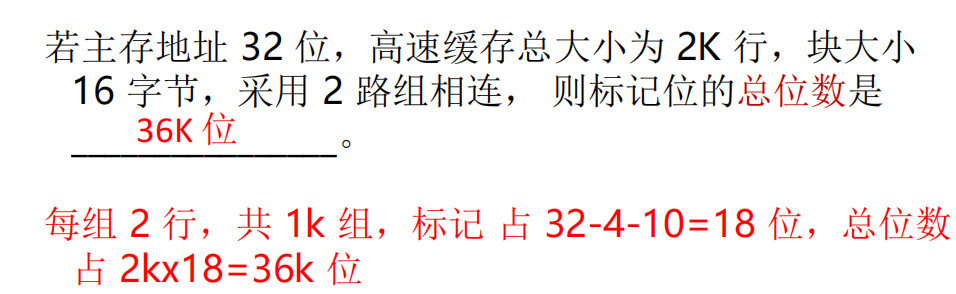 若主存地址 32 位，高速缓存总大小为 2K 行，块大小
16 字节，采用 2 路组相连， 则标记位的总位数是
36K 位
________________。
每组 2 行，共 1k 组，标记 占 32-4-10=18 位，总位数
占 2kx18=36k 位